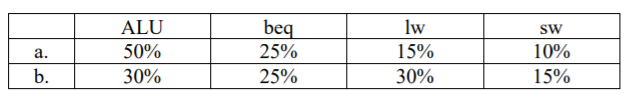 ALU beq lw sw
a. 50% 25% 15% 10%
b. 30% 25% 30% 15%